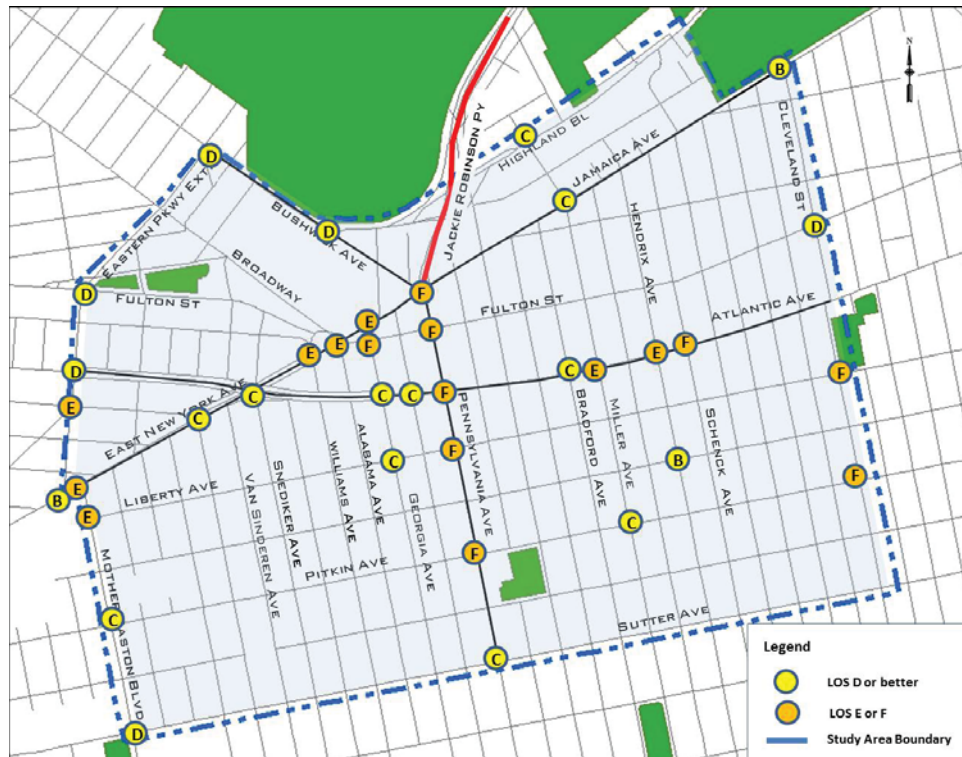 N
B
D
C
HIGHLAND BL
JACKIE ROBINSON PY
JAMAICA AVE
CLEVELAND ST
EASTERN PKWY EXT
BUSHWICK AVE
D
C
HENDRIX AVE
D
BROADWAY
D
FULTON ST
F
FULTON ST
ATLANTIC AVE
E
F
E
E
F
E
F
D
C
E
F
E
EAST NEW YORK AVE
C
C
C
F
PENNSYLVANIA AVE
BRADFORD AVE
MILLER AVE
SCHENCK AVE
C
ALABAMA AVE
WILLIAMS AVE
SNEDIKER AVE
VAN SINDEREN AVE
GEORGIA AVE
C
F
B
F
LIBERTY AVE
B
E
E
C
F
PITKIN AVE
MOTHER GASTON BLVD
C
SUTTER AVE
C
D
Legend
LOS D or better
LOS E or F
Study Area Boundary